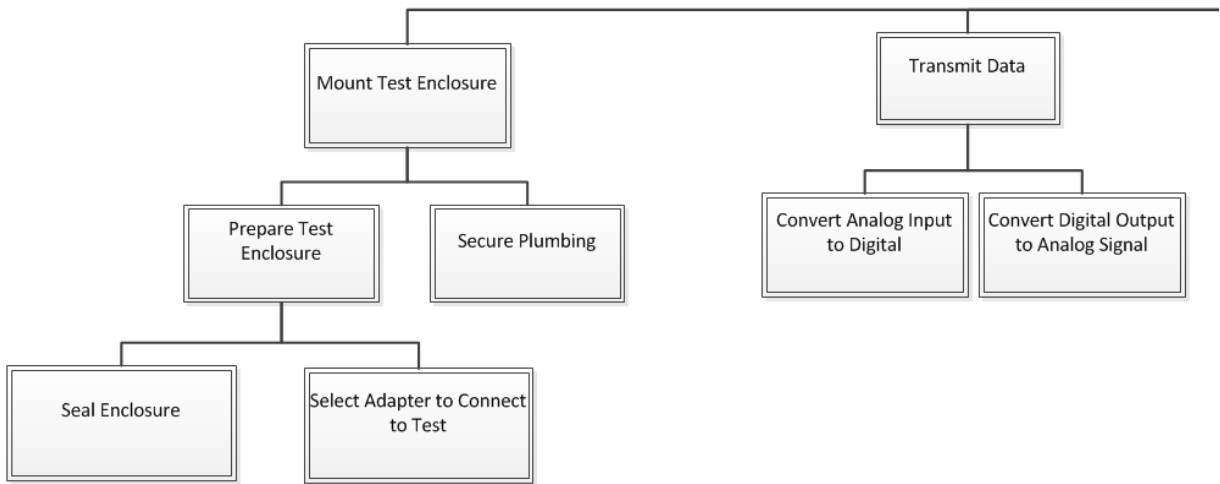 Mount Test Enclosure
Transmit Data
Prepare Test
Enclosure
Secure Plumbing
Convert Analog Input
to Digital
Convert Digital Output
to Analog Signal
Seal Enclosure
Select Adapter to Connect
to Test